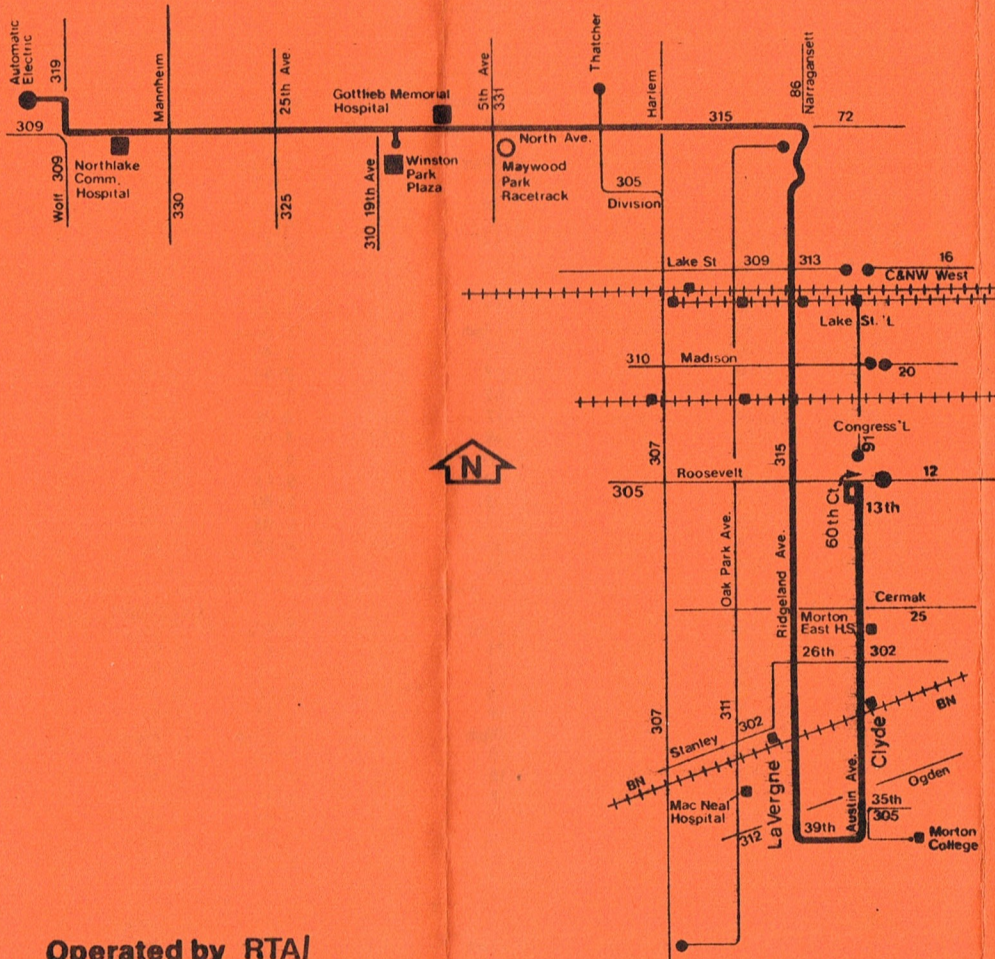 Automatic
Electric
319
Mannheim
25th Ave
Gottlieb Memorial
Hospital
5th Ave
331
Thatcher
Harlem
315
86
Narragansett
72
309
Northlake
Comm.
Hospital
Wolf 309
330
325
310 19th Ave
Winston
Park
Plaza
North Ave.
Maywood
Park
Racetrack
305
Division
Lake St
309
313
16
C&NW West
Lake St. 'L
310
Madison
20
Congress 'L
91
N
307
Roosevelt
315
12
305
60th Ct
13th
Oak Park Ave.
Ridgeland Ave.
Cermak
25
Morton
East H.S.
26th
302
307
311
302
Stanley
BN
BN
Clyde
La Vergne
Mac Neal
Hospital
312
Ogden
Austin Ave.
35th
305
39th
Morton
College
Operated by RTA/